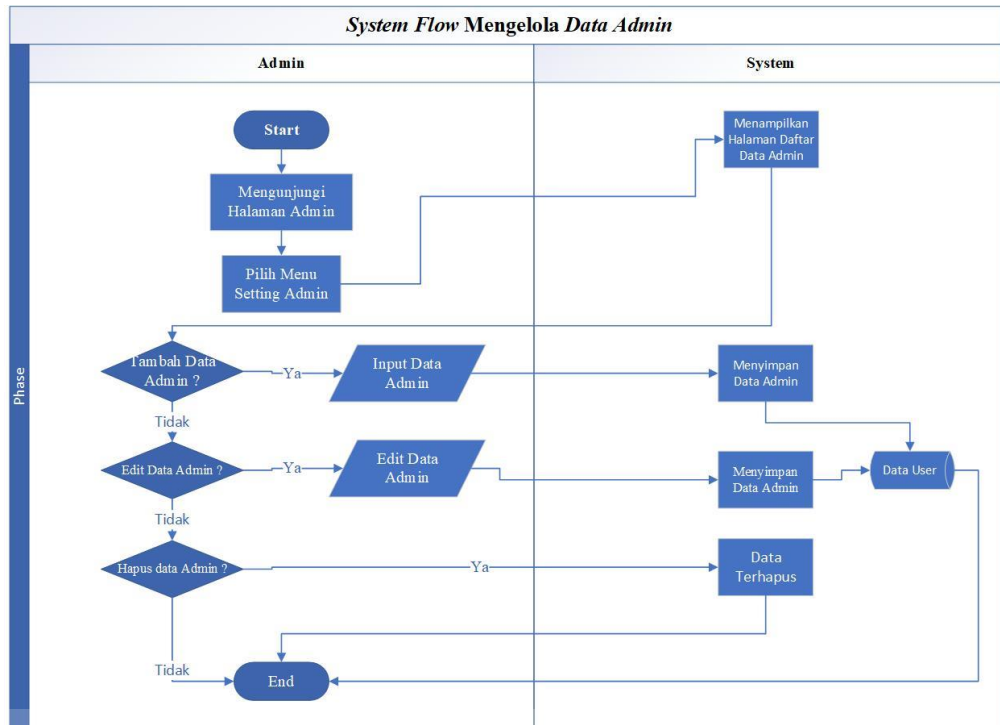 System Flow Mengelola Data Admin
Admin
System
Phase
Start
Menampilkan
Halaman Daftar
Data Admin
Mengunjungi
Halaman Admin
Pilih Menu
Setting Admin
Tambah Data
Admin ?
Ya
Input Data
Admin
Menyimpan
Data Admin
Tidak
Edit Data Admin ?
Ya
Edit Data
Admin
Menyimpan
Data Admin
Data User
Tidak
Hapus data Admin ?
Ya
Data
Terhapus
Tidak
End